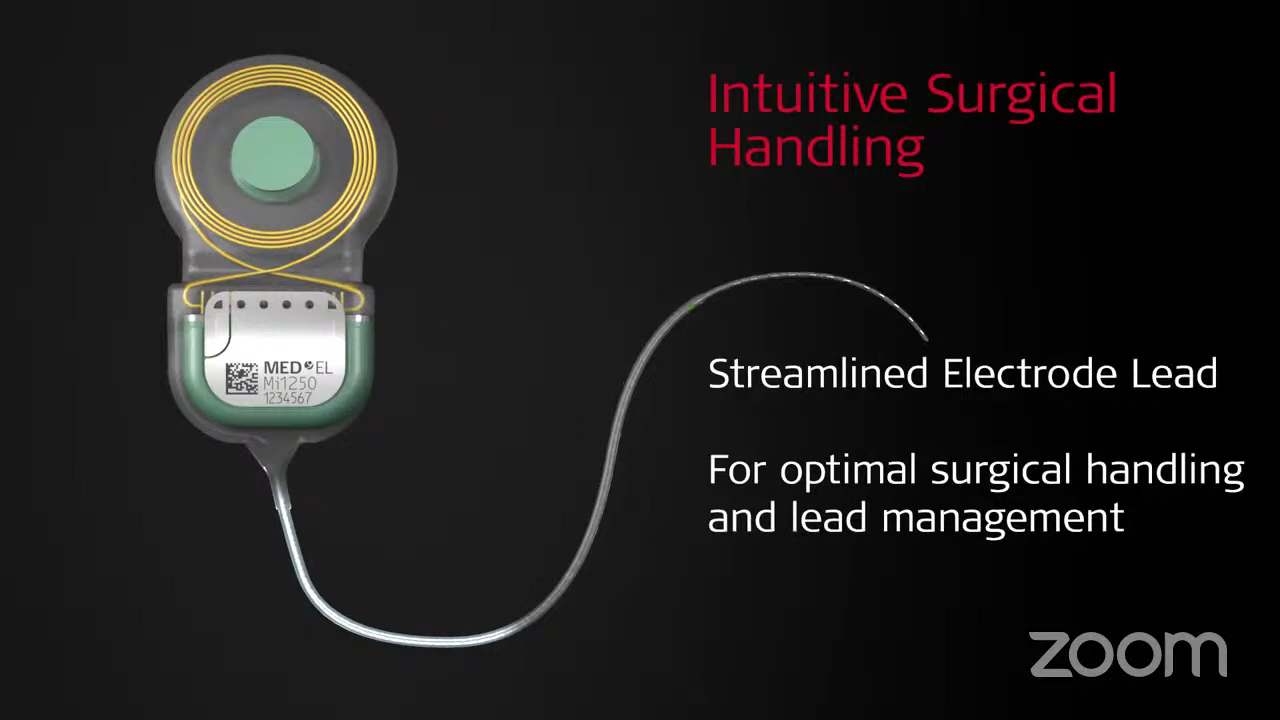 Intuitive Surgical
Handling
MED EL
Mi1250
1234567
Streamlined Electrode Lead
For optimal surgical handling
and lead management
zoom